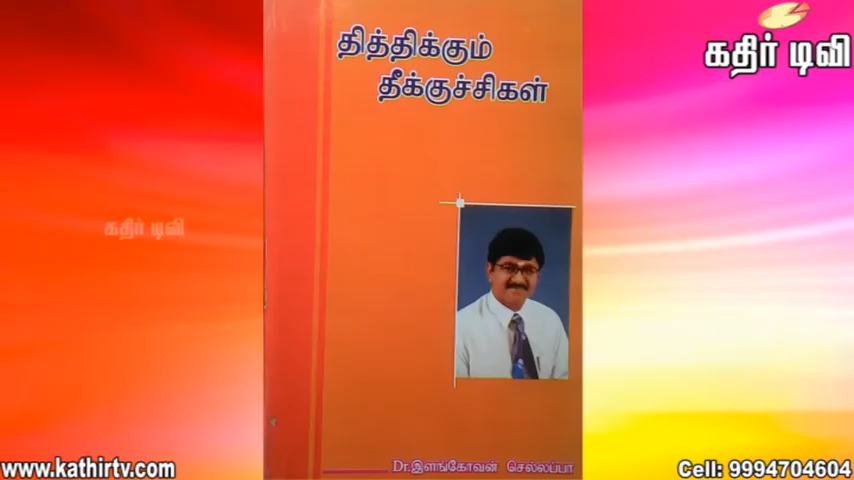 தித்திக்கும்
தீக்குச்சிகள்
கதிர் டிவி
கதிர் டிவி
Dr.இளங்கோவன் செல்லப்பா
www.kathirtv.com
Cell: 9994704604